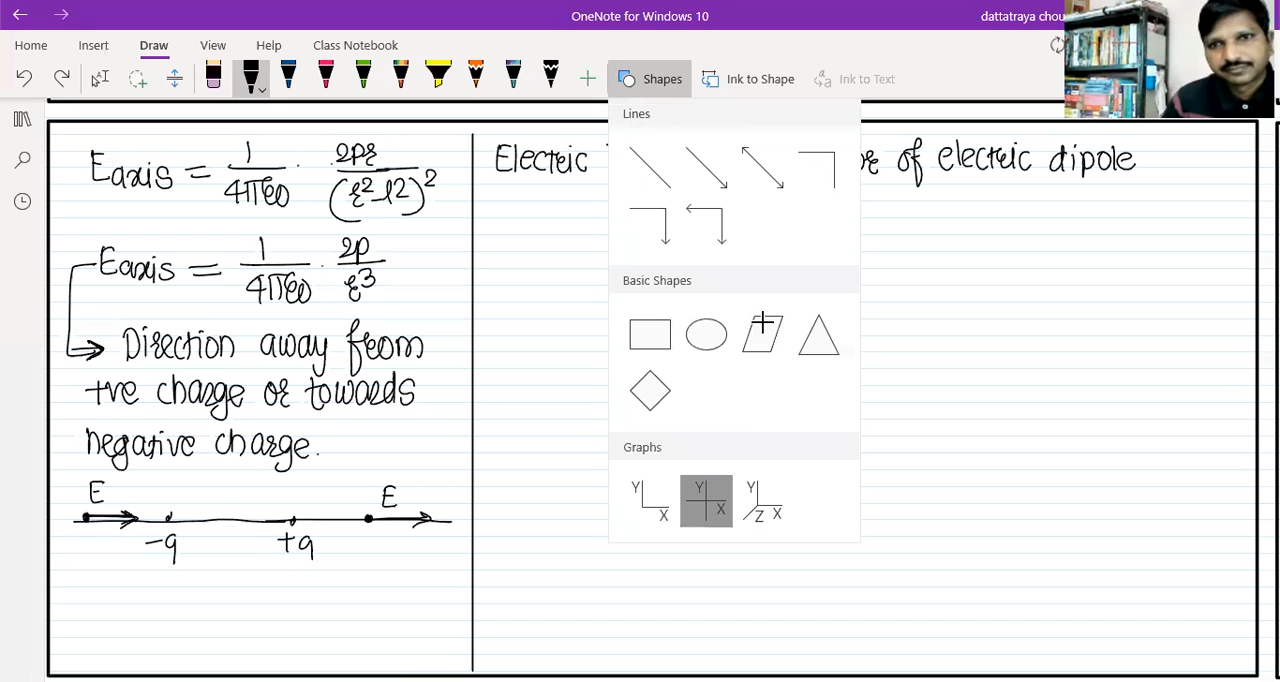 OneNote for Windows 10
dattatraya chou
Home Insert Draw View Help Class Notebook
Shapes Ink to Shape Ink to Text
Lines
Basic Shapes
Graphs
Y X Y X Y Z X
Eaxis = 1/4πε0 · 2pr/(r²-l2)²
Eaxis = 1/4πε0 · 2p/r³
→ Direction away from
+ve charge or towards
negative charge.
E E
-q +q
Electric of electric dipole